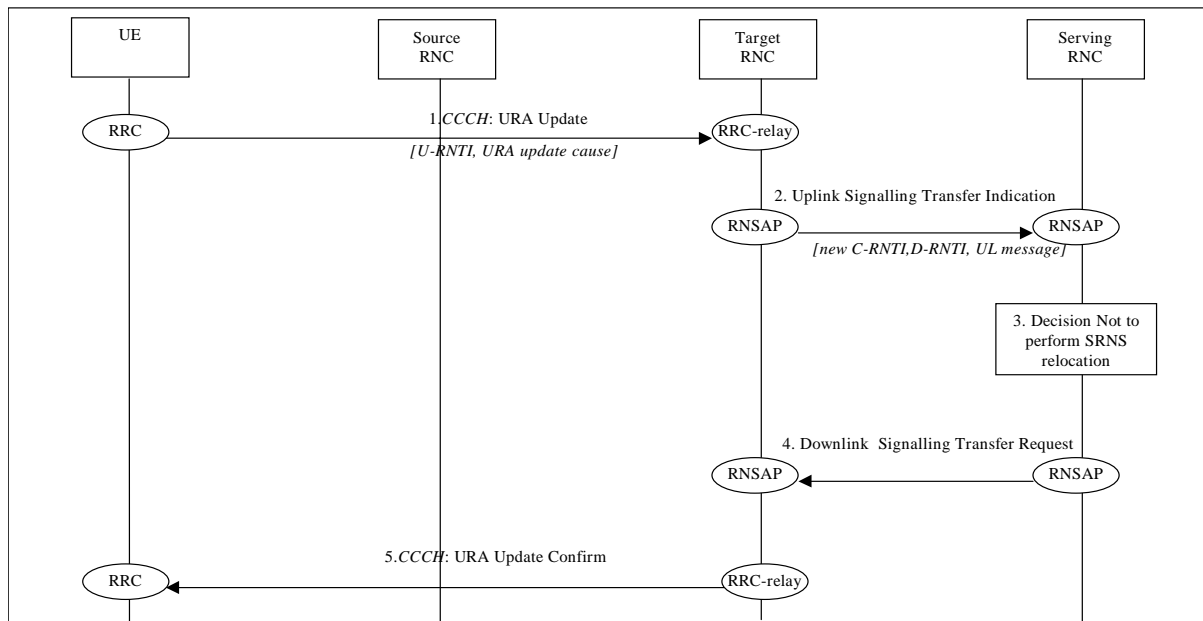 UE
Source
RNC
Target
RNC
Serving
RNC
1.CCCH: URA Update
RRC
RRC-relay
[U-RNTI, URA update cause]
2. Uplink Signalling Transfer Indication
RNSAP
RNSAP
[new C-RNTI,D-RNTI, UL message]
3. Decision Not to
perform SRNS
relocation
4. Downlink Signalling Transfer Request
RNSAP
RNSAP
5.CCCH: URA Update Confirm
RRC
RRC-relay